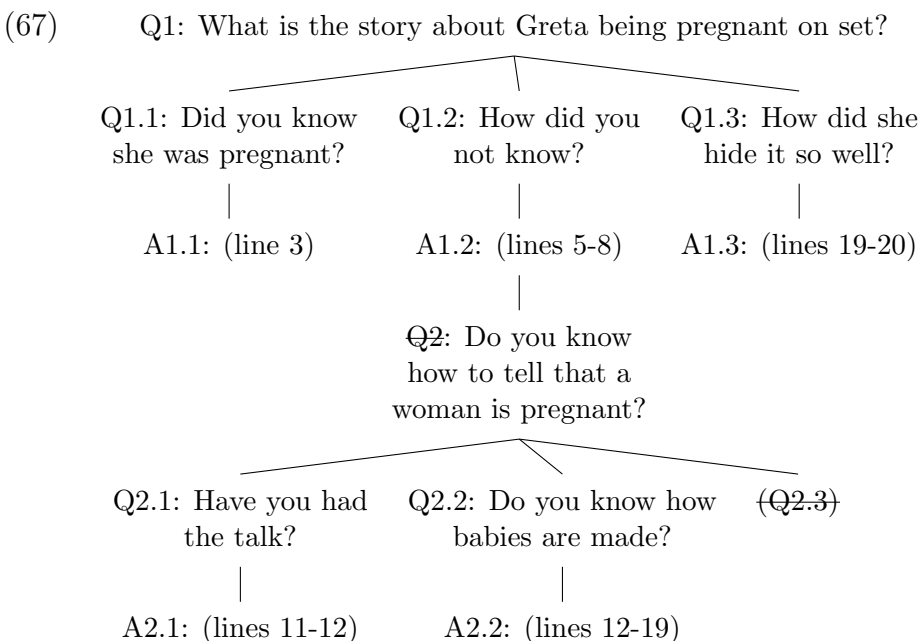 (67) Q1: What is the story about Greta being pregnant on set?
Q1.1: Did you know
she was pregnant?
Q1.2: How did you
not know?
Q1.3: How did she
hide it so well?
A1.1: (line 3)
A1.2: (lines 5-8)
A1.3: (lines 19-20)
Q2: Do you know
how to tell that a
woman is pregnant?
Q2.1: Have you had
the talk?
Q2.2: Do you know how
babies are made?
(Q2.3)
A2.1: (lines 11-12)
A2.2: (lines 12-19)